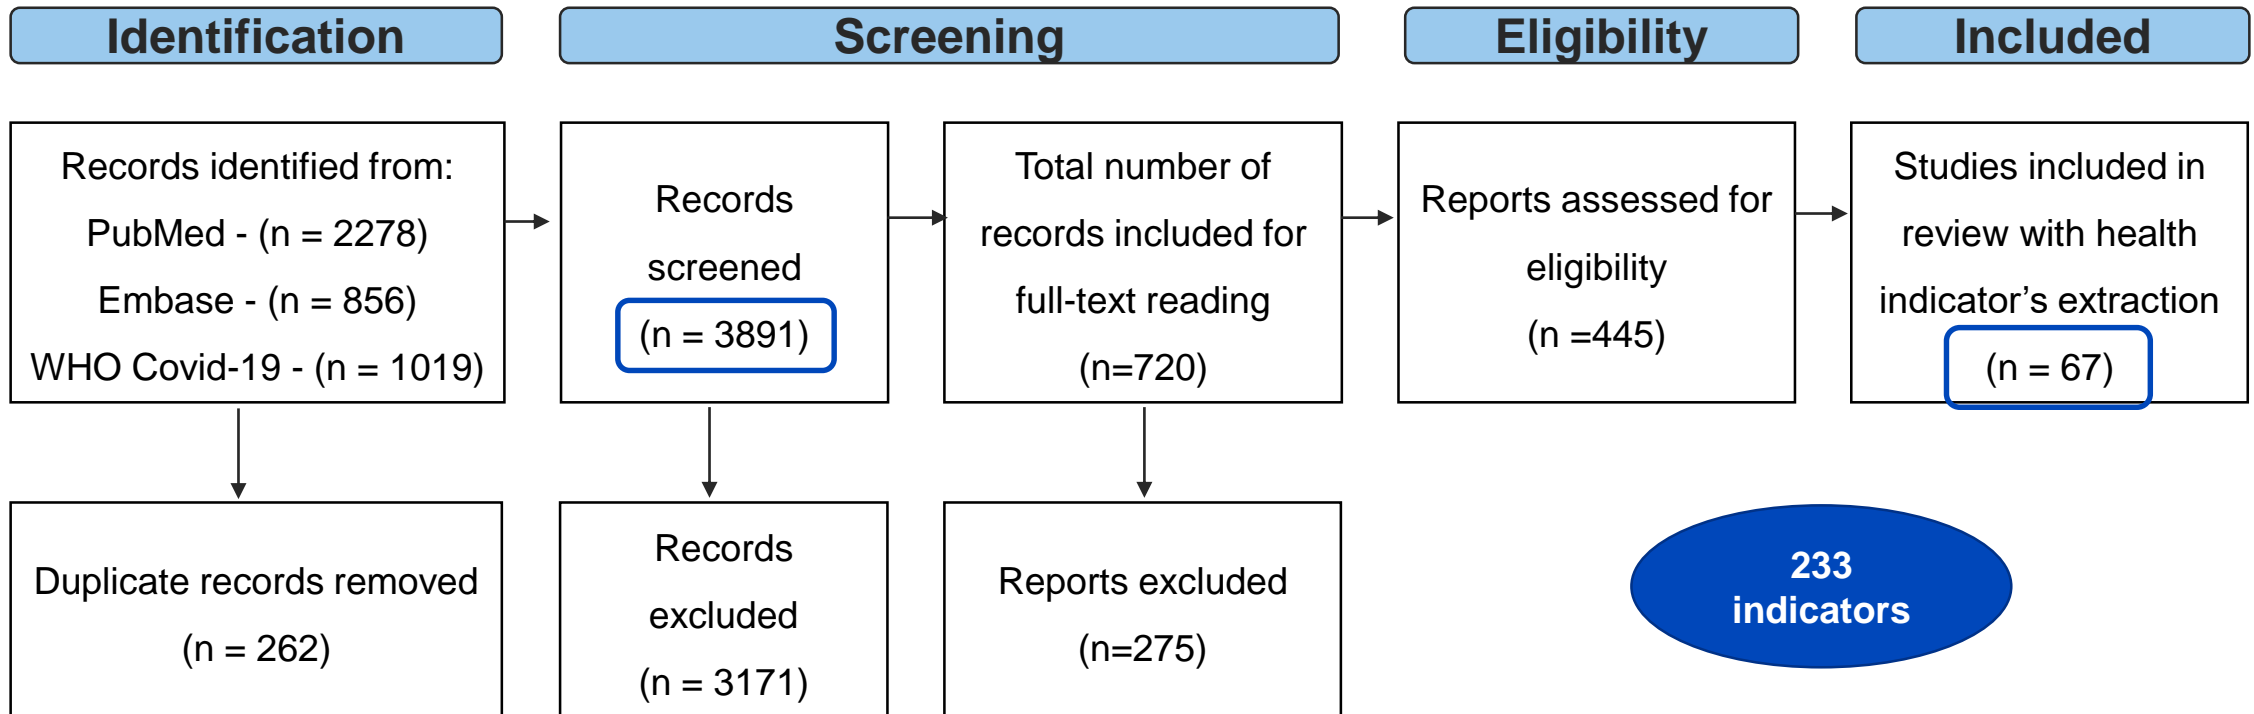 Identification
Screening
Eligibility
Included
Records identified from:
PubMed - (n = 2278)
Embase - (n = 856)
WHO Covid-19 - (n = 1019)
Records
screened
(n = 3891)
Total number of
records included for
full-text reading
(n=720)
Reports assessed for
eligibility
(n =445)
Studies included in
review with health
indicator’s extraction
(n = 67)
Duplicate records removed
(n = 262)
Records
excluded
(n = 3171)
Reports excluded
(n=275)
233
indicators